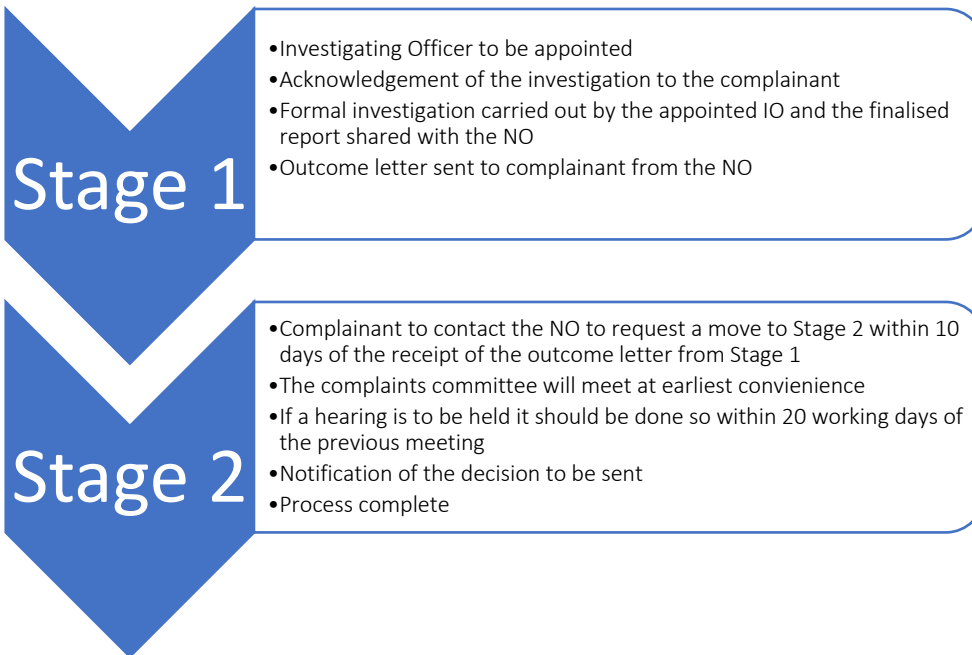 Stage 1
•Investigating Officer to be appointed
•Acknowledgement of the investigation to the complainant
•Formal investigation carried out by the appointed IO and the finalised
report shared with the NO
•Outcome letter sent to complainant from the NO
Stage 2
•Complainant to contact the NO to request a move to Stage 2 within 10
days of the receipt of the outcome letter from Stage 1
•The complaints committee will meet at earliest convienience
•If a hearing is to be held it should be done so within 20 working days of
the previous meeting
•Notification of the decision to be sent
•Process complete